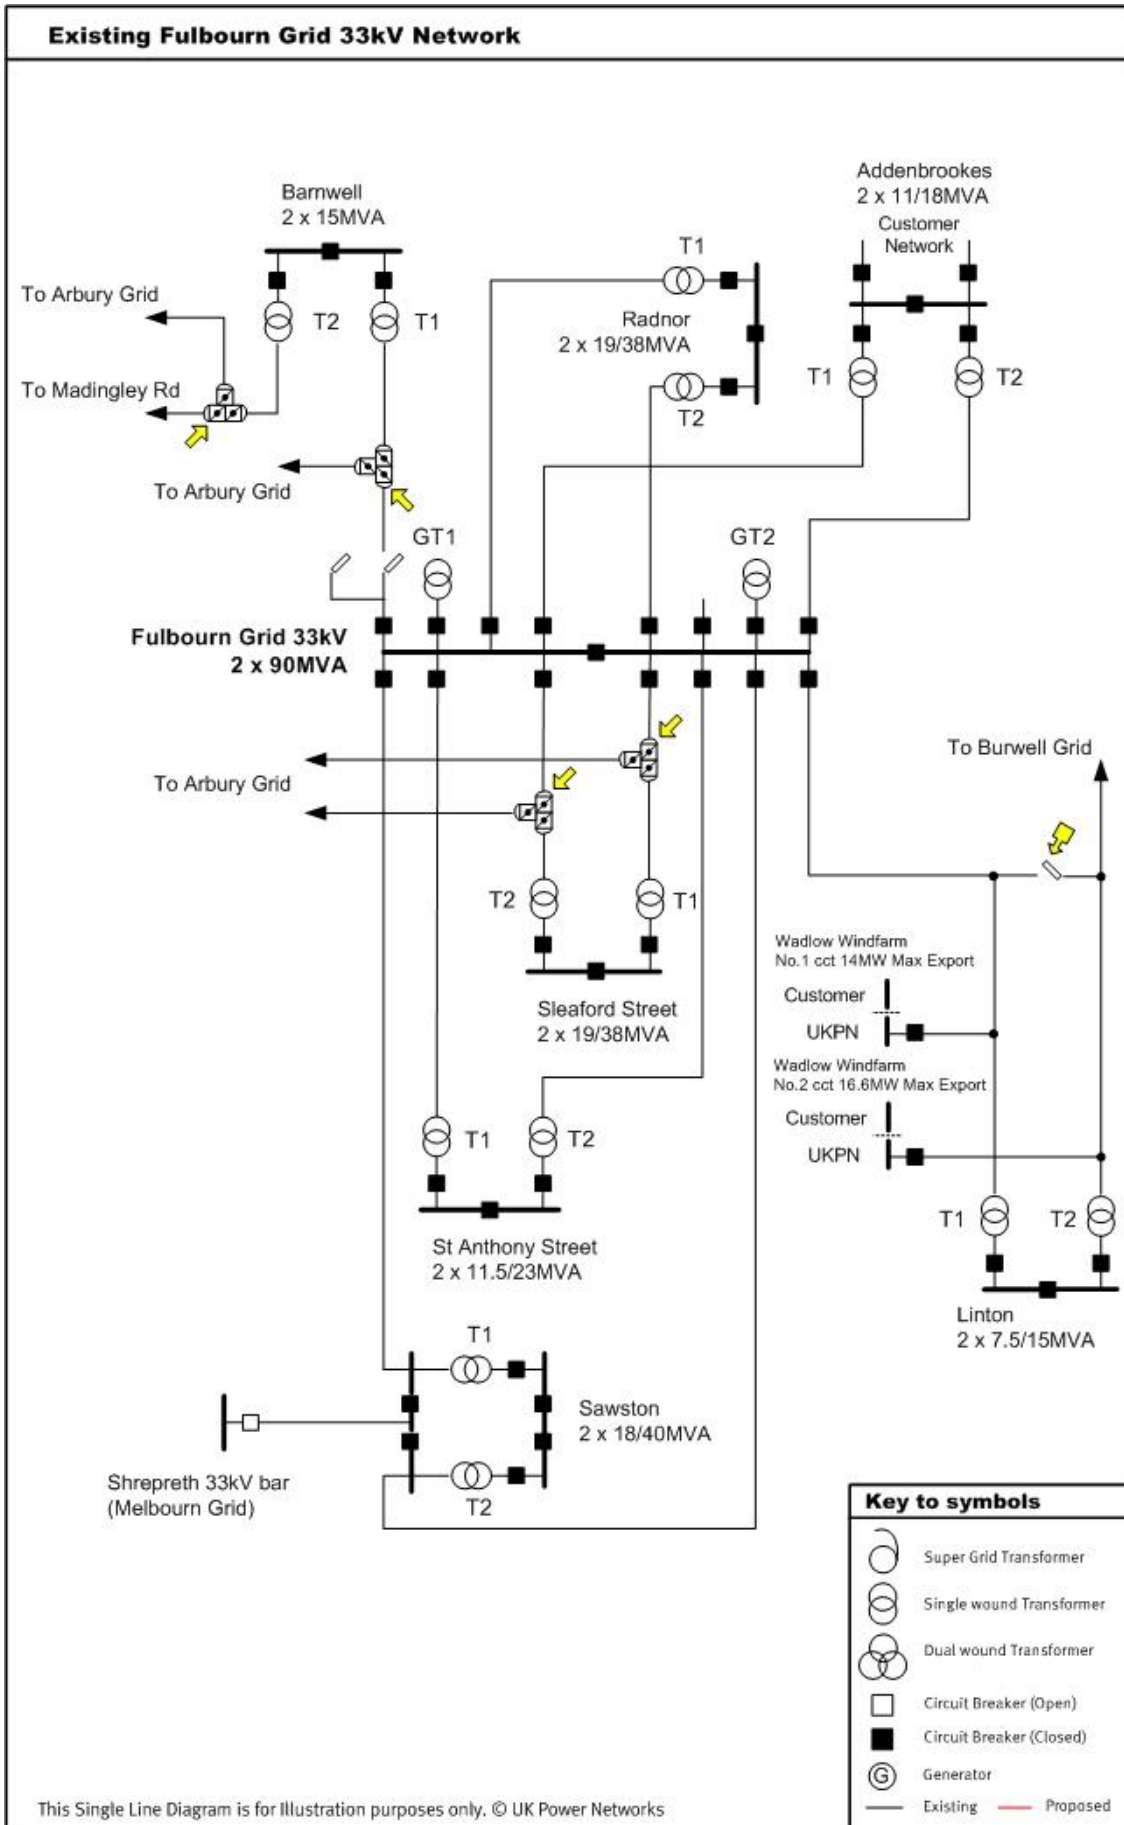 Existing Fulbourn Grid 33kV Network
Barnwell
2 x 15MVA
Addenbrookes
2 x 11/18MVA
Customer
Network
To Arbury Grid
T2
T1
T1
Radnor
2 x 19/38MVA
T2
T1
T2
To Madingley Rd
To Arbury Grid
GT1
GT2
Fulbourn Grid 33kV
2 x 90MVA
To Arbury Grid
To Burwell Grid
T2
T1
Sleaford Street
2 x 19/38MVA
Wadlow Windfarm
No.1 cct 14MW Max Export
Customer
UKPN
Wadlow Windfarm
No.2 cct 16.6MW Max Export
Customer
UKPN
T1
T2
St Anthony Street
2 x 11.5/23MVA
T1
T2
Linton
2 x 7.5/15MVA
T1
Sawston
2 x 18/40MVA
T2
Shrepreth 33kV bar
(Melbourn Grid)
Key to symbols
Super Grid Transformer
Single wound Transformer
Dual wound Transformer
Circuit Breaker (Open)
Circuit Breaker (Closed)
G
Generator
Existing
Proposed
This Single Line Diagram is for Illustration purposes only. © UK Power Networks